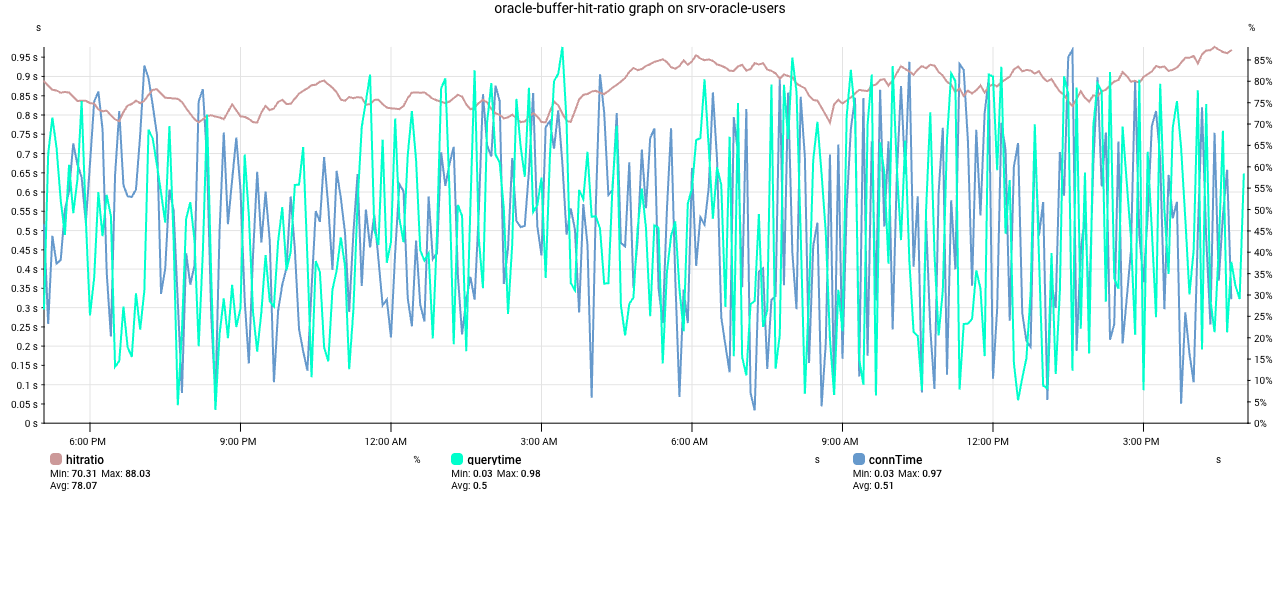 oracle-buffer-hit-ratio graph on srv-oracle-users
s %
0.95 s
0.9 s
0.85 s
0.8 s
0.75 s
0.7 s
0.65 s
0.6 s
0.55 s
0.5 s
0.45 s
0.4 s
0.35 s
0.3 s
0.25 s
0.2 s
0.15 s
0.1 s
0.05 s
0 s
85%
80%
75%
70%
65%
60%
55%
50%
45%
40%
35%
30%
25%
20%
15%
10%
5%
0%
6:00 PM 9:00 PM 12:00 AM 3:00 AM 6:00 AM 9:00 AM 12:00 PM 3:00 PM
hitratio %
Min: 70.31 Max: 88.03
Avg: 78.07
querytime s
Min: 0.03 Max: 0.98
Avg: 0.5
connTime s
Min: 0.03 Max: 0.97
Avg: 0.51